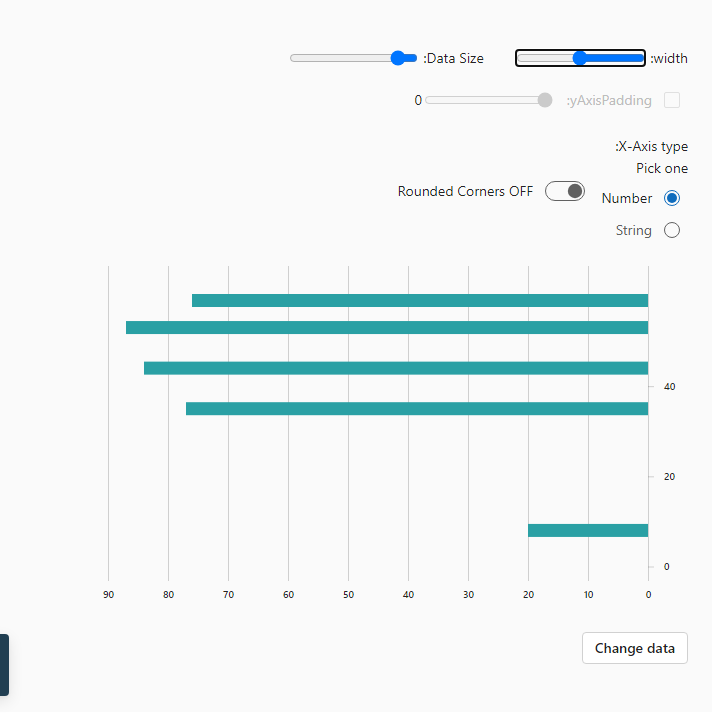 :width
:Data Size
:yAxisPadding
0
:X-Axis type
Pick one
Number
Rounded Corners OFF
String
40
20
0
90 80 70 60 50 40 30 20 10 0
Change data